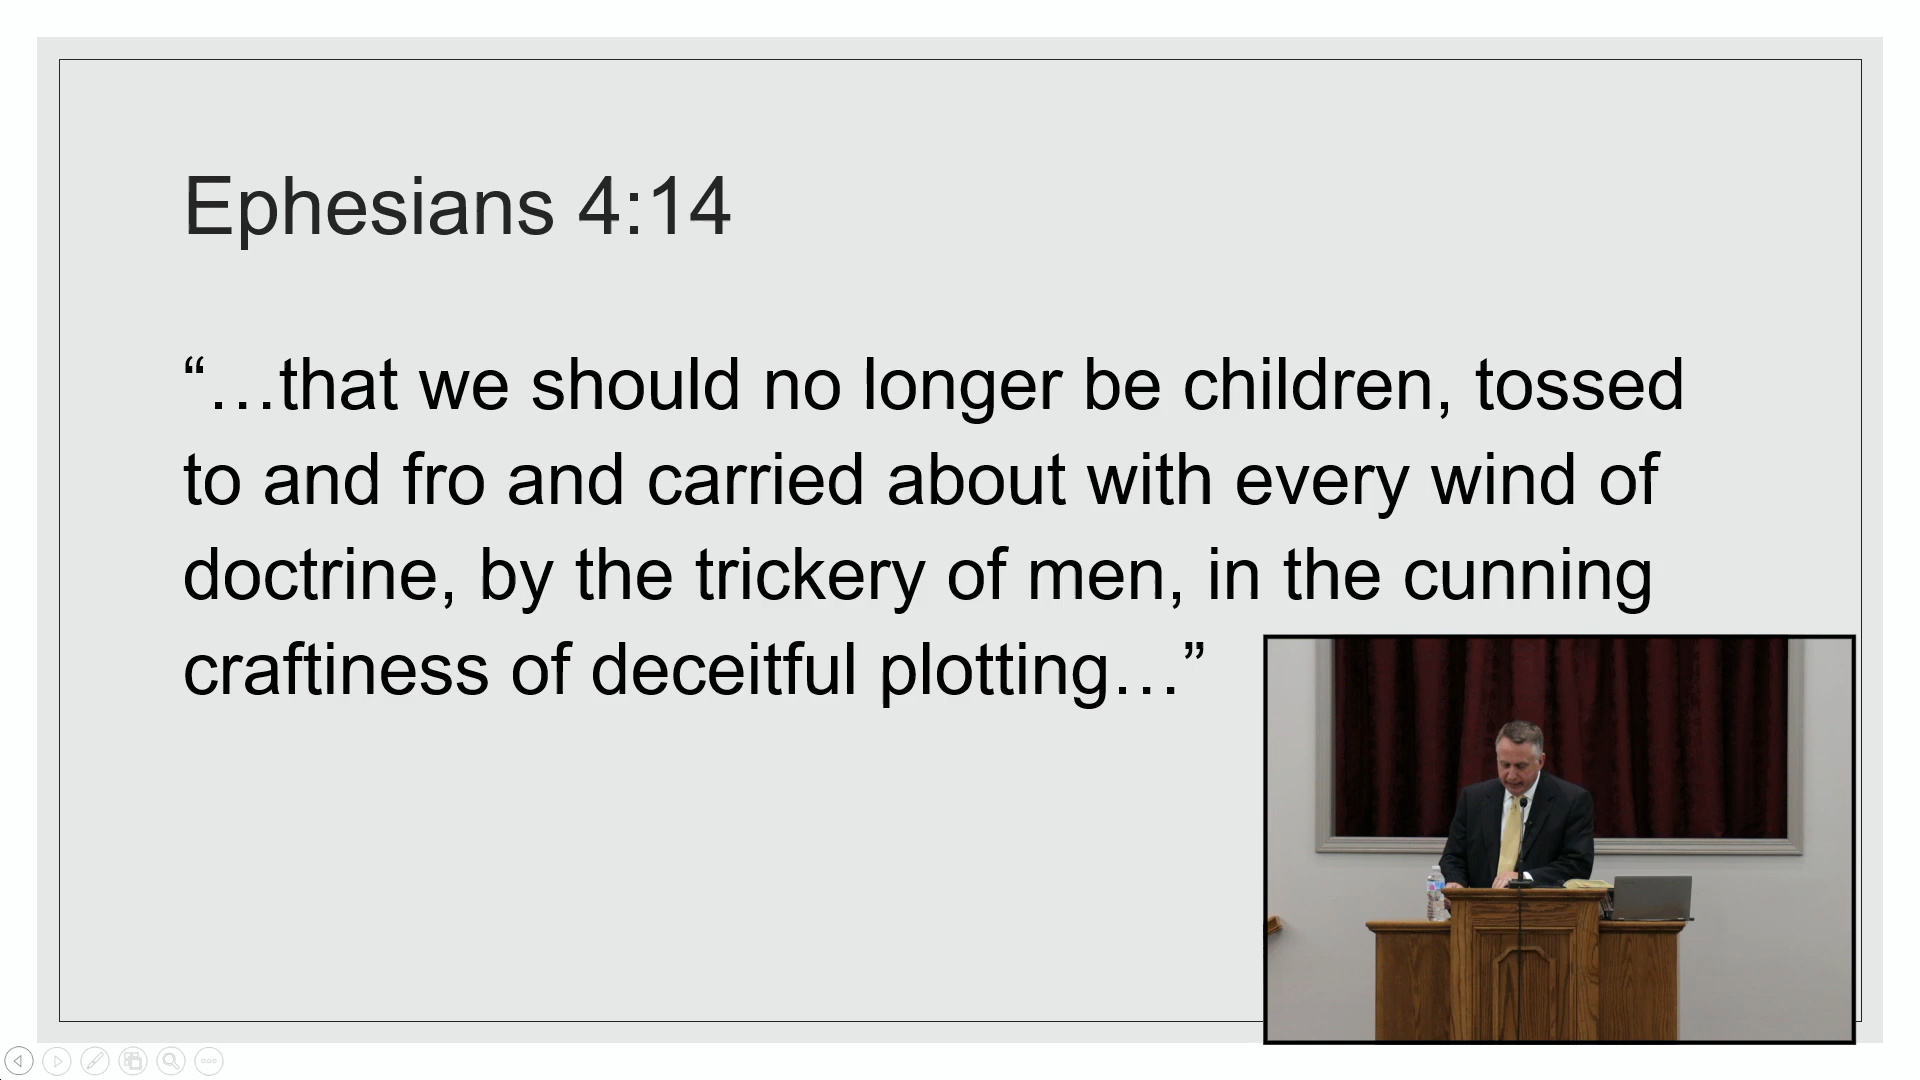 Ephesians 4:14
“…that we should no longer be children, tossed
to and fro and carried about with every wind of
doctrine, by the trickery of men, in the cunning
craftiness of deceitful plotting…”